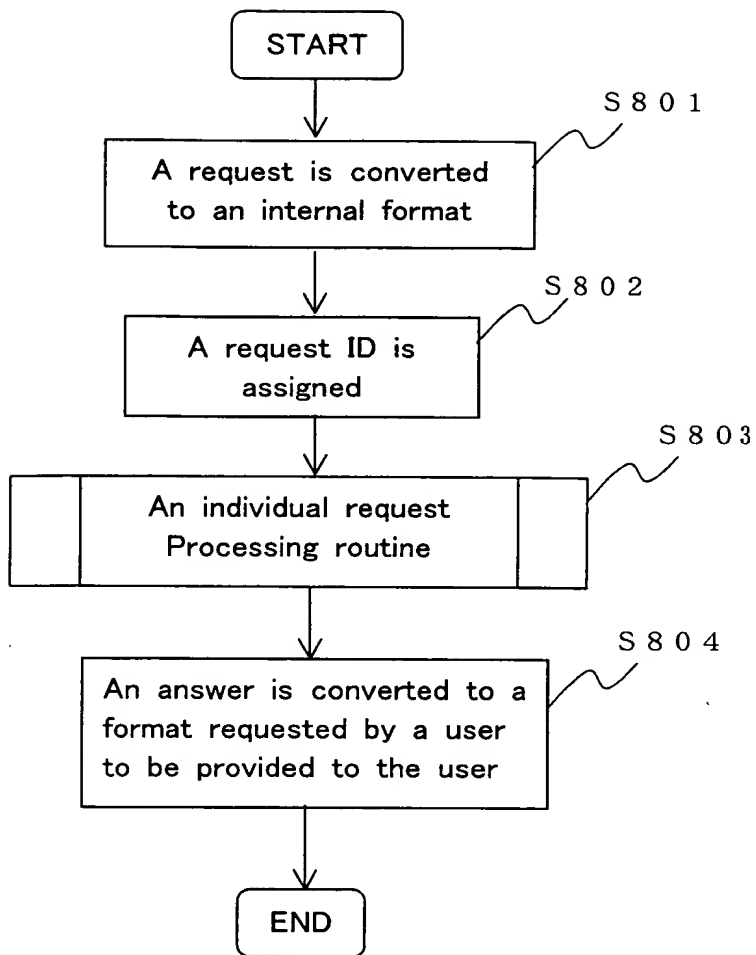 START
S801
A request is converted
to an internal format
S802
A request ID is
assigned
S803
An individual request
Processing routine
S804
An answer is converted to a
format requested by a user
to be provided to the user
END